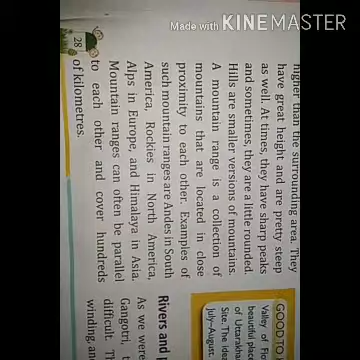 Made with KINEMASTER
higher than the surrounding area. They
have great height and are pretty steep
as well. At times, they have sharp peaks
and sometimes, they are a little rounded.
Hills are smaller versions of mountains.
A mountain range is a collection of
mountains that are located in close
proximity to each other. Examples of
such mountain ranges are Andes in South
America, Rockies in North America,
Alps in Europe, and Himalaya in Asia.
Mountain ranges can often be parallel
to each other and cover hundreds
of kilometres.
28
GOOD TO
Valley of
beautiful place
of Uttarakha
Site. The idea
July–August.
Rivers and
As we were
Gangotri, t
difficult. Th
winding, an